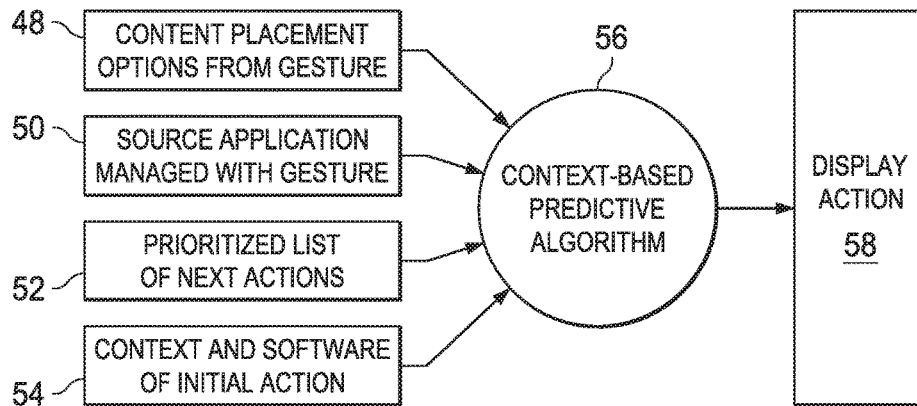 48
CONTENT PLACEMENT
OPTIONS FROM GESTURE
50
SOURCE APPLICATION
MANAGED WITH GESTURE
52
PRIORITIZED LIST
OF NEXT ACTIONS
54
CONTEXT AND SOFTWARE
OF INITIAL ACTION
56
CONTEXT-BASED
PREDICTIVE
ALGORITHM
DISPLAY
ACTION
58